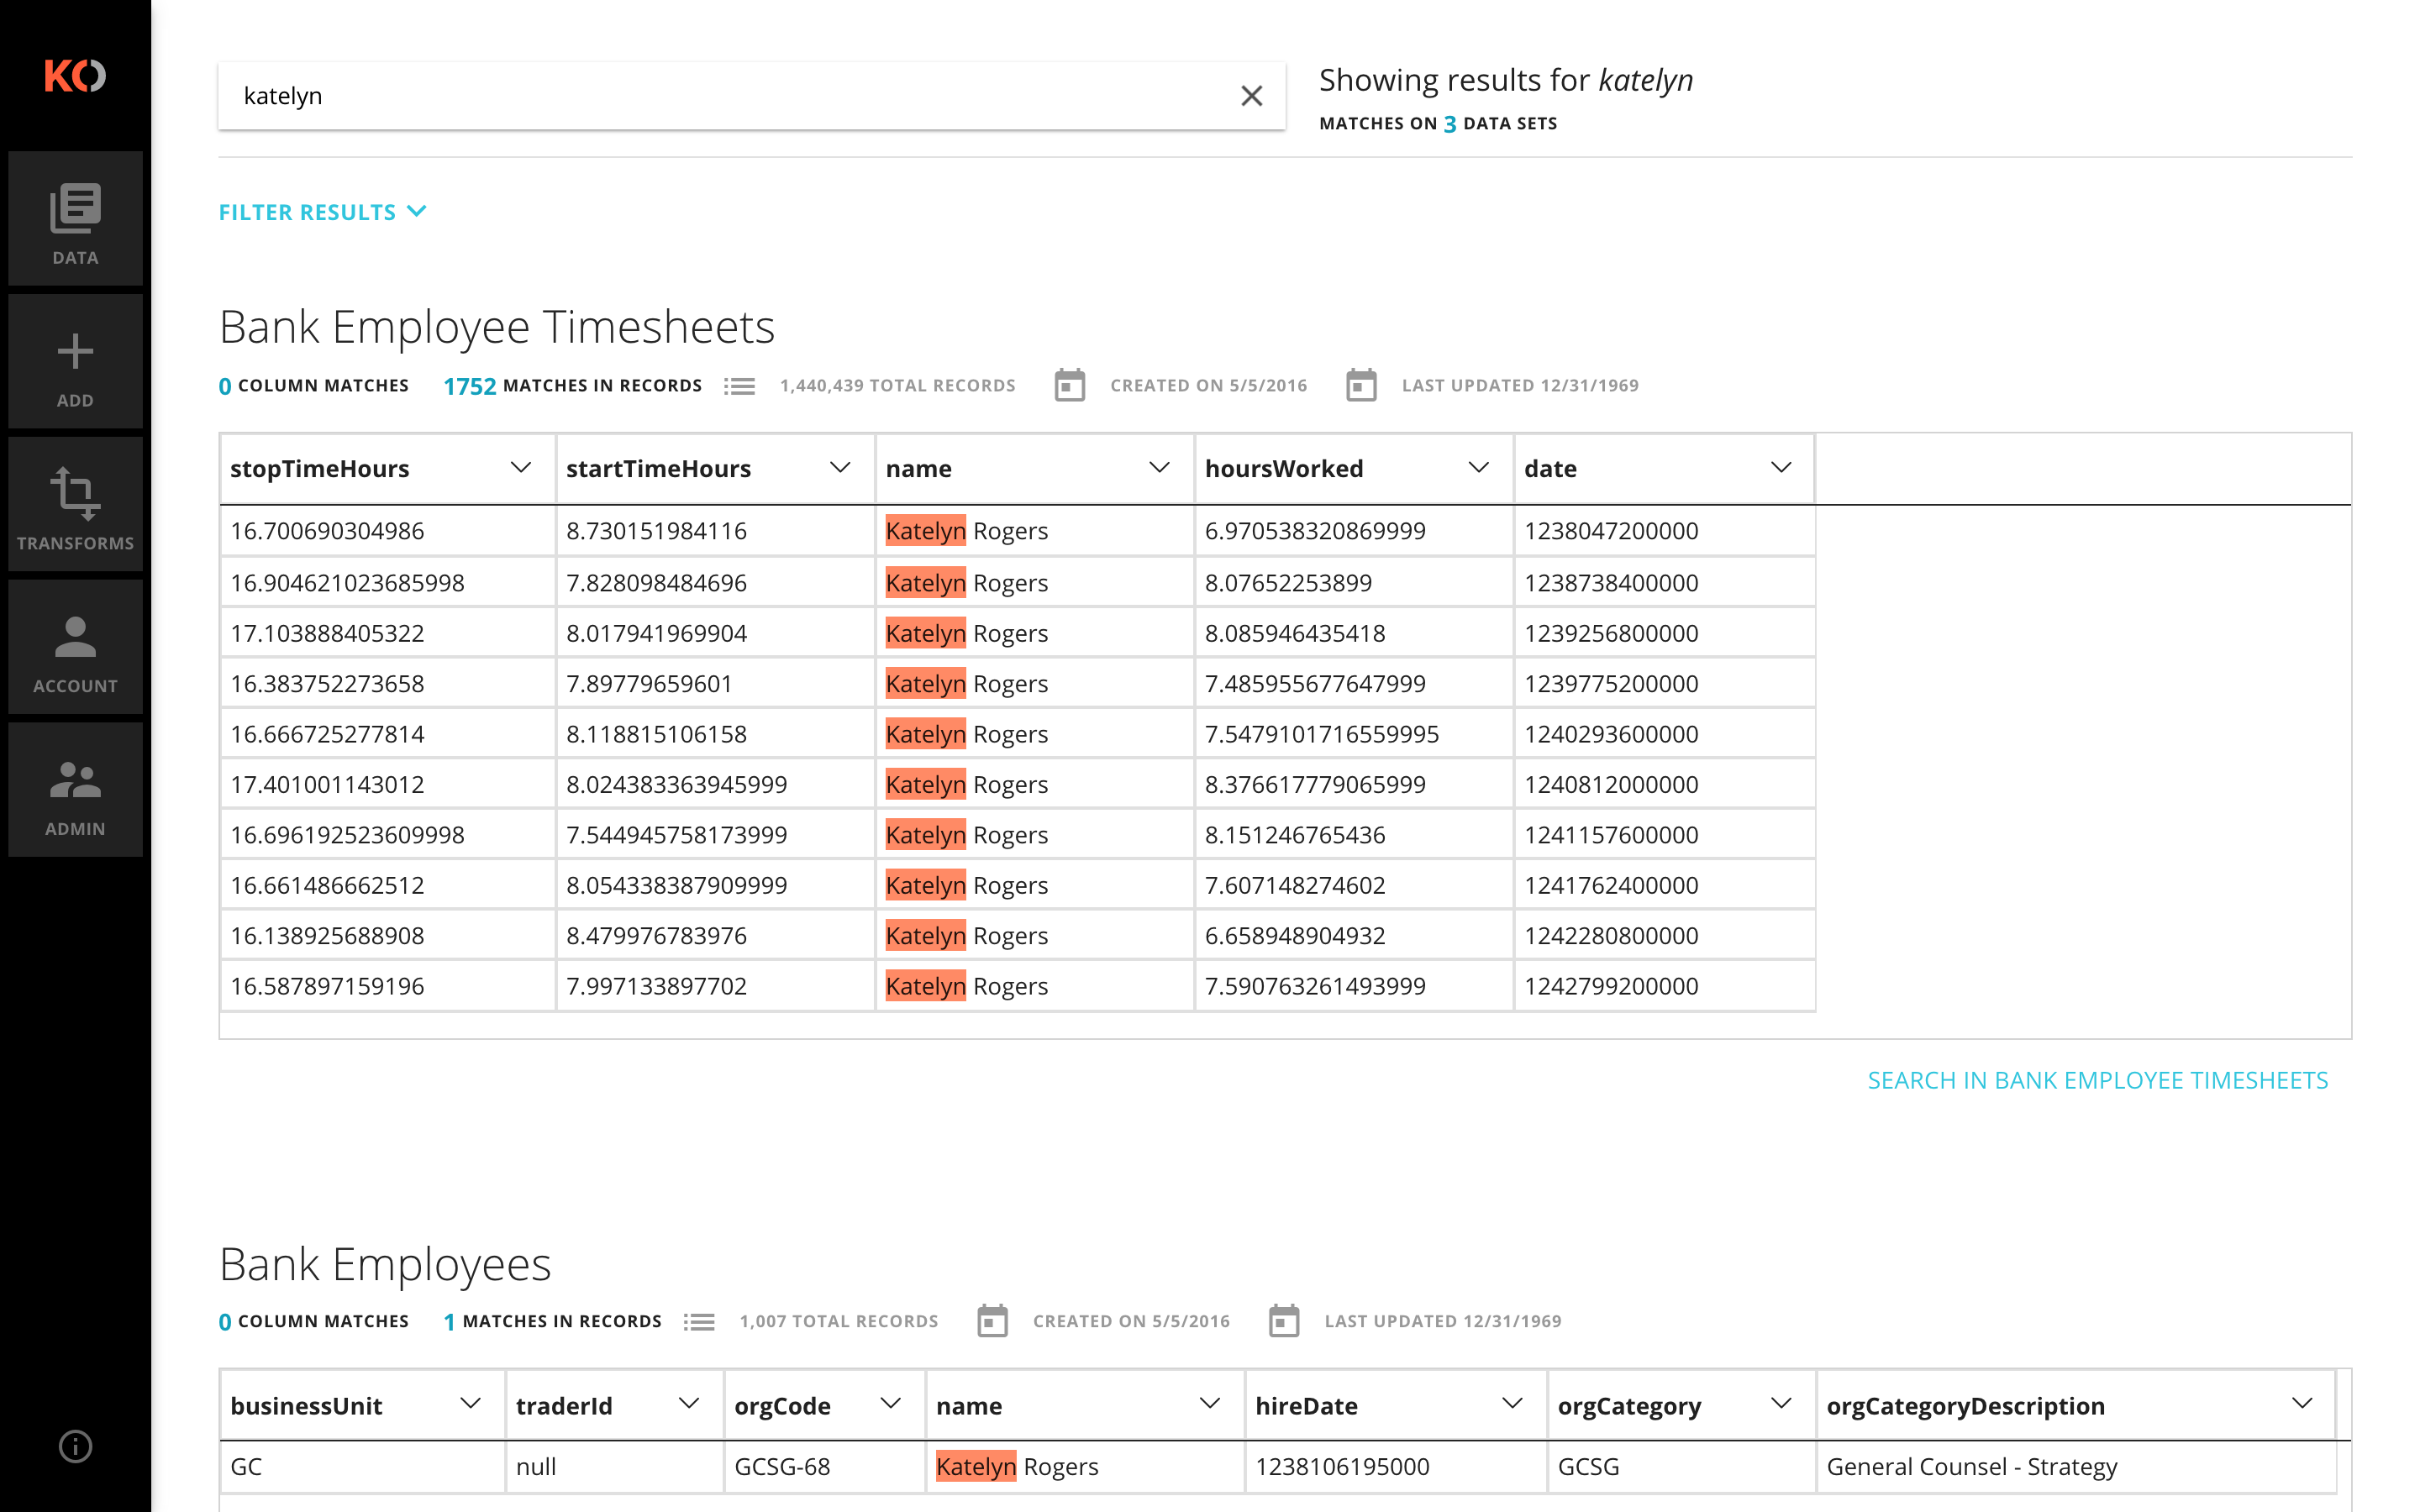 KO
DATA
ADD
TRANSFORMS
ACCOUNT
ADMIN
katelyn
Showing results for katelyn
MATCHES ON 3 DATA SETS
FILTER RESULTS
Bank Employee Timesheets
0 COLUMN MATCHES 1752 MATCHES IN RECORDS 1,440,439 TOTAL RECORDS CREATED ON 5/5/2016 LAST UPDATED 12/31/1969
stopTimeHours startTimeHours name hoursWorked date
16.700690304986 8.730151984116 Katelyn Rogers 6.970538320869999 1238047200000
16.904621023685998 7.828098484696 Katelyn Rogers 8.07652253899 1238738400000
17.103888405322 8.017941969904 Katelyn Rogers 8.085946435418 1239256800000
16.383752273658 7.89779659601 Katelyn Rogers 7.485955677647999 1239775200000
16.666725277814 8.118815106158 Katelyn Rogers 7.5479101716559995 1240293600000
17.401001143012 8.024383363945999 Katelyn Rogers 8.376617779065999 1240812000000
16.696192523609998 7.544945758173999 Katelyn Rogers 8.151246765436 1241157600000
16.661486662512 8.054338387909999 Katelyn Rogers 7.607148274602 1241762400000
16.138925688908 8.479976783976 Katelyn Rogers 6.658948904932 1242280800000
16.587897159196 7.997133897702 Katelyn Rogers 7.590763261493999 1242799200000
SEARCH IN BANK EMPLOYEE TIMESHEETS
Bank Employees
0 COLUMN MATCHES 1 MATCHES IN RECORDS 1,007 TOTAL RECORDS CREATED ON 5/5/2016 LAST UPDATED 12/31/1969
businessUnit traderId orgCode name hireDate orgCategory orgCategoryDescription
GC null GCSG-68 Katelyn Rogers 1238106195000 GCSG General Counsel - Strategy